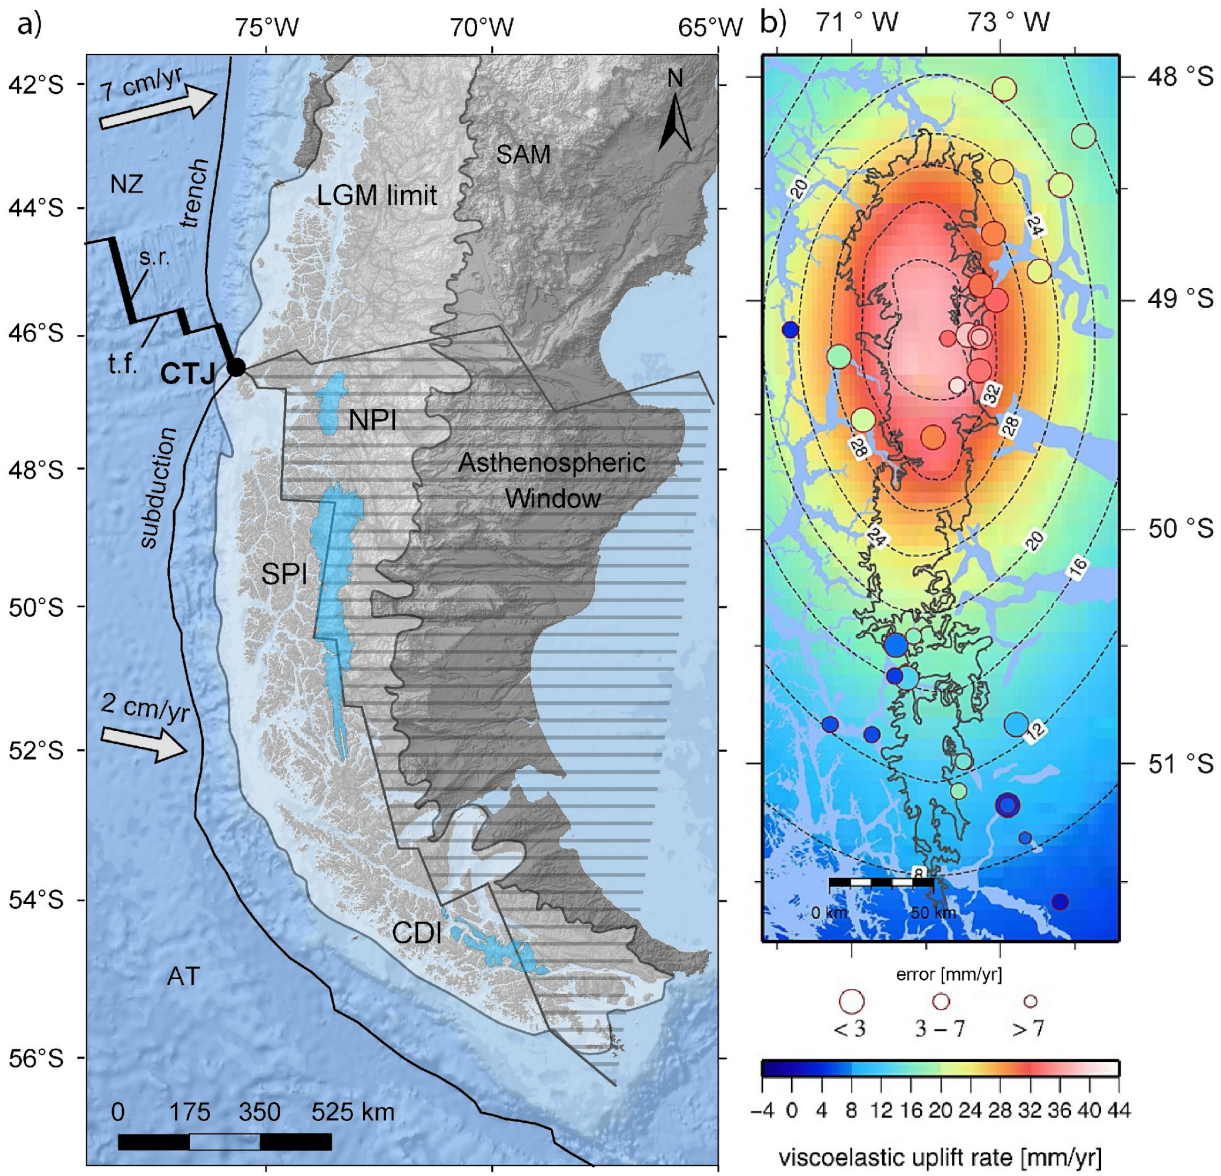 a)
75°W
70°W
65°W
42°S
44°S
46°S
48°S
50°S
52°S
54°S
56°S
7 cm/yr
NZ
trench
s.r.
t.f.
CTJ
LGM limit
SAM
N
NPI
Asthenospheric
Window
subduction
SPI
2 cm/yr
CDI
AT
0 175 350 525 km
b)
71° W
73 ° W
48 °S
49 °S
50 °S
51 °S
20
24
32
28
28
24
20
16
12
8
0 km 50 km
error [mm/yr]
< 3
3 – 7
> 7
−4 0 4 8 12 16 20 24 28 32 36 40 44
viscoelastic uplift rate [mm/yr]